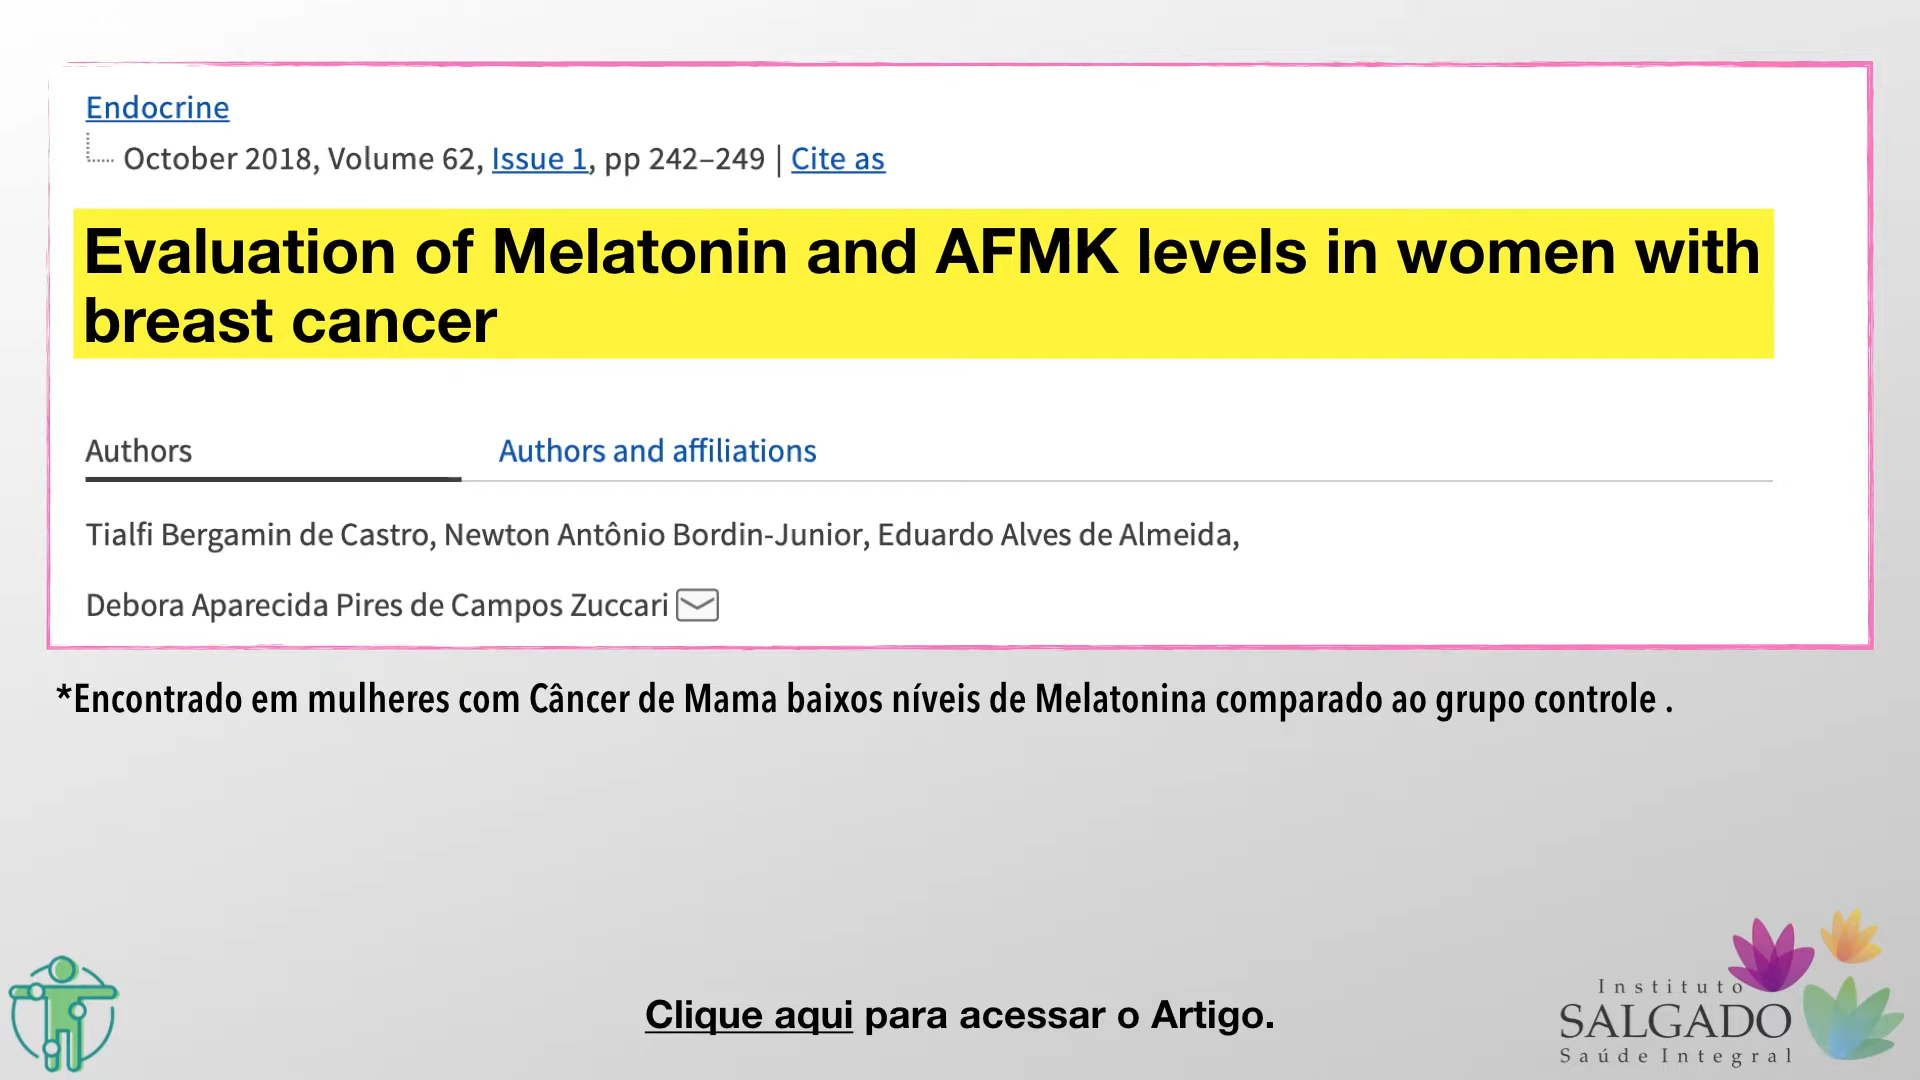 Endocrine
October 2018, Volume 62, Issue 1, pp 242–249 | Cite as
Evaluation of Melatonin and AFMK levels in women with
breast cancer
Authors Authors and affiliations
Tialfi Bergamin de Castro, Newton Antônio Bordin-Junior, Eduardo Alves de Almeida,
Debora Aparecida Pires de Campos Zuccari
*Encontrado em mulheres com Câncer de Mama baixos níveis de Melatonina comparado ao grupo controle .
Clique aqui para acessar o Artigo.
Instituto
SALGADO
Saúde Integral